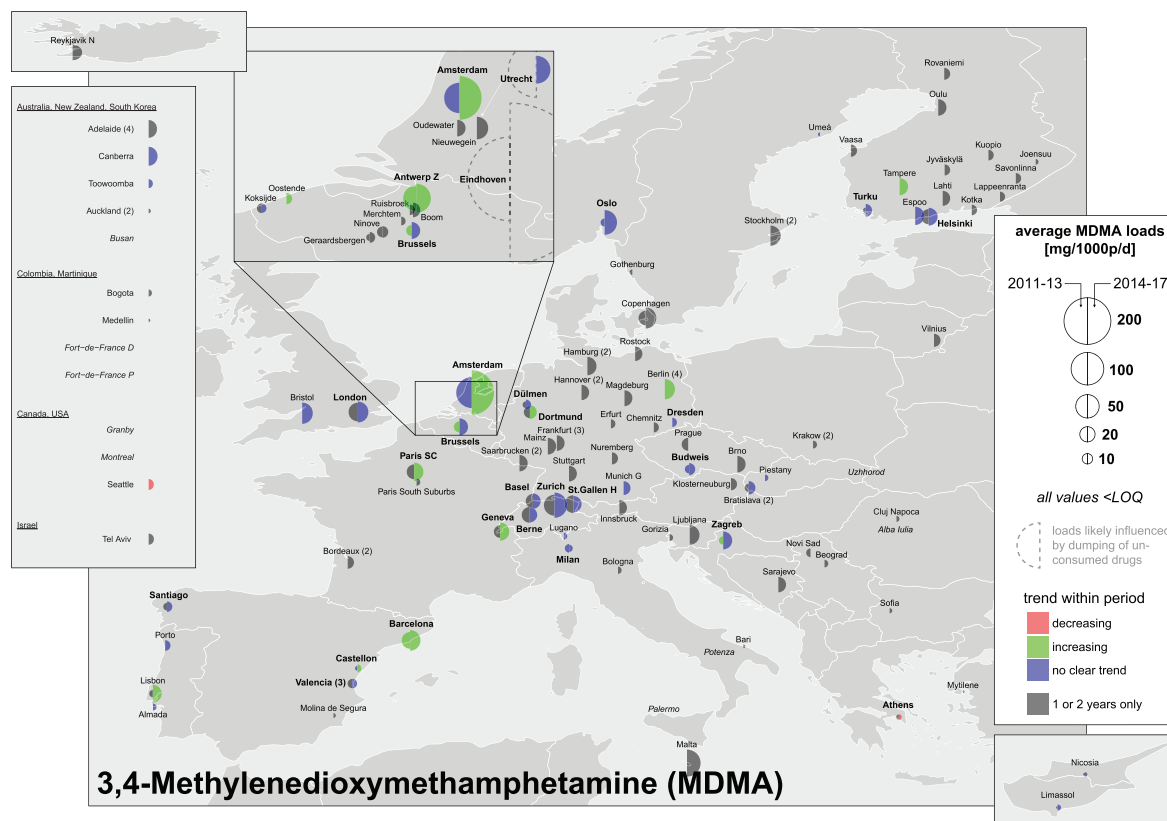 Reykjavik N
Australia, New Zealand, South Korea
Adelaide (4)
Canberra
Toowoomba
Auckland (2)
Busan
Colombia, Martinique
Bogota
Medellin
Fort−de−France D
Fort−de−France P
Canada, USA
Granby
Montreal
Seattle
Israel
Tel Aviv
Amsterdam
Utrecht
Oudewater
Nieuwegein
Eindhoven
Antwerp Z
Oostende
Koksijde
Ruisbroek
Merchtem
Boom
Ninove
Geraardsbergen
Brussels
Rovaniemi
Oulu
Umeå
Vaasa
Kuopio
Joensuu
Jyväskylä
Savonlinna
Tampere
Lahti
Lappeenranta
Turku
Espoo
Kotka
Helsinki
Oslo
Stockholm (2)
Gothenburg
Copenhagen
Rostock
Vilnius
Hamburg (2)
Hannover (2)
Magdeburg
Berlin (4)
Amsterdam
Dülmen
Dortmund
Erfurt
Chemnitz
Dresden
Bristol
London
Brussels
Frankfurt (3)
Mainz
Prague
Krakow (2)
Saarbrucken (2)
Nuremberg
Budweis
Brno
Piestany
Uzhhorod
Paris SC
Paris South Suburbs
Stuttgart
Munich G
Klosterneuburg
Bratislava (2)
Basel
Zurich
St.Gallen H
Geneva
Berne
Innsbruck
Lugano
Milan
Gorizia
Ljubljana
Zagreb
Cluj Napoca
Alba Iulia
Novi Sad
Beograd
Bordeaux (2)
Bologna
Sarajevo
Sofia
Santiago
Porto
Barcelona
Bari
Potenza
Castellon
Valencia (3)
Lisbon
Almada
Molina de Segura
Palermo
Malta
Athens
Mytilene
Nicosia
Limassol
average MDMA loads
[mg/1000p/d]
2011-13
2014-17
200
100
50
20
10
all values <LOQ
loads likely influenced
by dumping of un-
consumed drugs
trend within period
decreasing
increasing
no clear trend
1 or 2 years only
3,4-Methylenedioxymethamphetamine (MDMA)